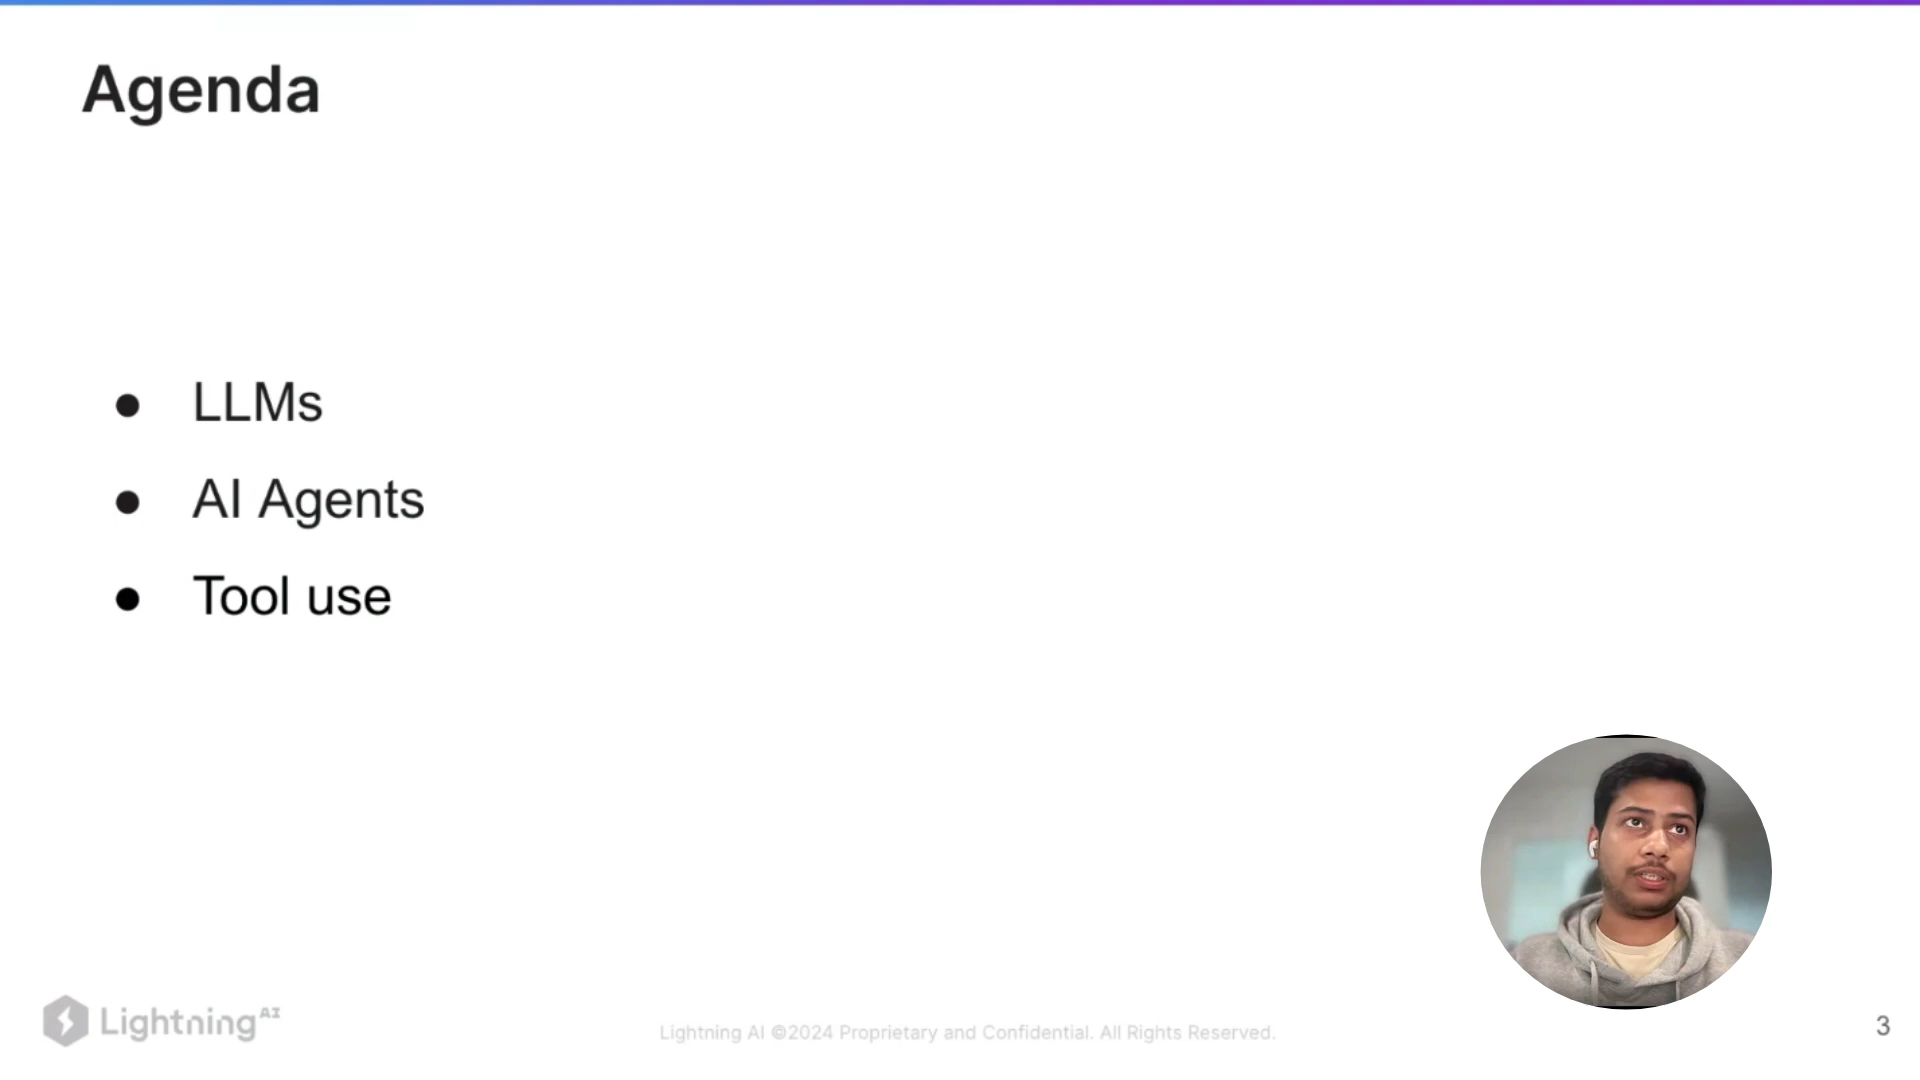 Agenda
● LLMs
● AI Agents
● Tool use
Lightning AI
Lightning AI ©2024 Proprietary and Confidential. All Rights Reserved.
3